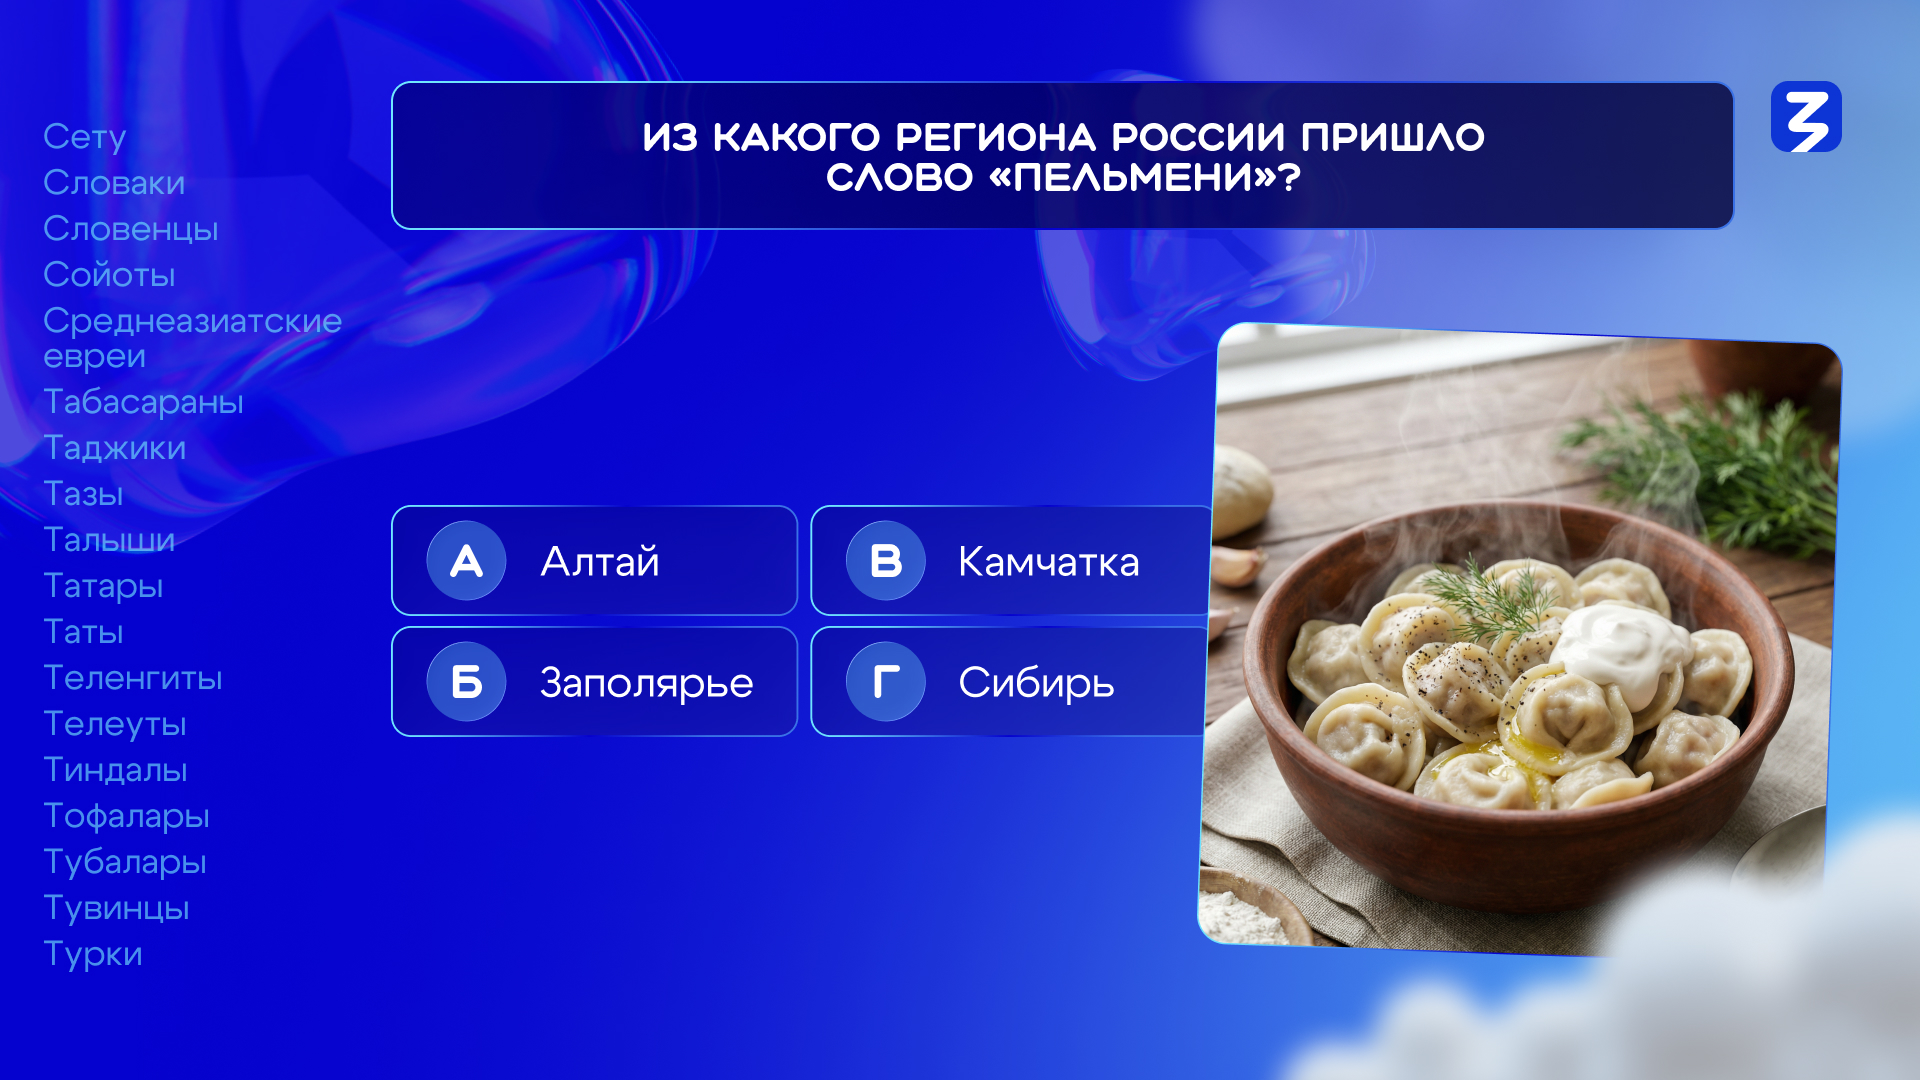 ИЗ КАКОГО РЕГИОНА РОССИИ ПРИШЛО
СЛОВО «ПЕЛЬМЕНИ»?
Сету
Словаки
Словенцы
Сойоты
Среднеазиатские
евреи
Табасараны
Таджики
Тазы
Талыши
Татары
Таты
Теленгиты
Телеуты
Тиндалы
Тофалары
Тубалары
Тувинцы
Турки
А Алтай
В Камчатка
Б Заполярье
Г Сибирь